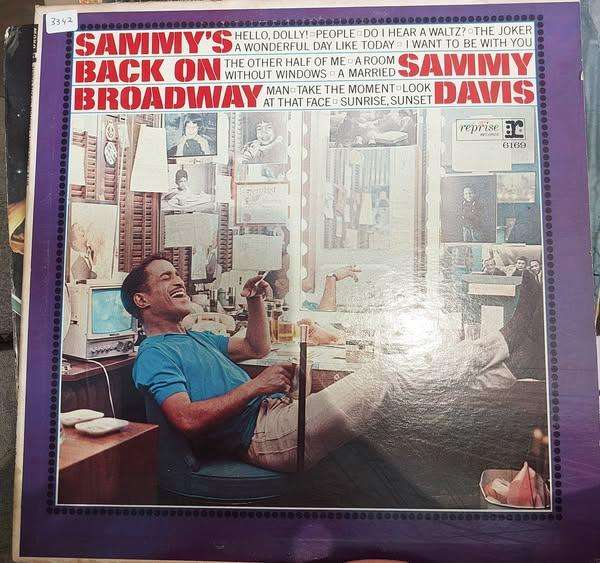 3342
SAMMY'S HELLO, DOLLY! ▫ PEOPLE ▫ DO I HEAR A WALTZ? ▫ THE JOKER
A WONDERFUL DAY LIKE TODAY ▫ I WANT TO BE WITH YOU
BACK ON THE OTHER HALF OF ME ▫ A ROOM SAMMY
WITHOUT WINDOWS ▫ A MARRIED
BROADWAY MAN ▫ TAKE THE MOMENT ▫ LOOK DAVIS
AT THAT FACE ▫ SUNRISE, SUNSET
reprise
RECORDS
6169